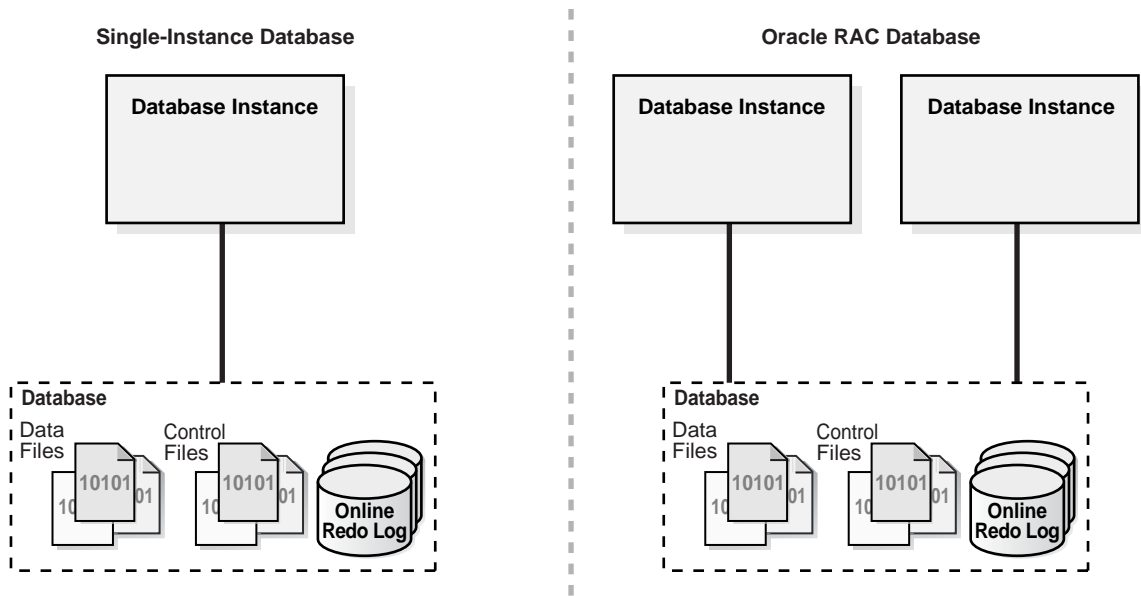 Single-Instance Database
Database Instance
Database
Data
Files
10
10101
01
Control
Files
10
10101
01
Online
Redo Log
Oracle RAC Database
Database Instance
Database Instance
Database
Data
Files
10
10101
01
Control
Files
10
10101
01
Online
Redo Log